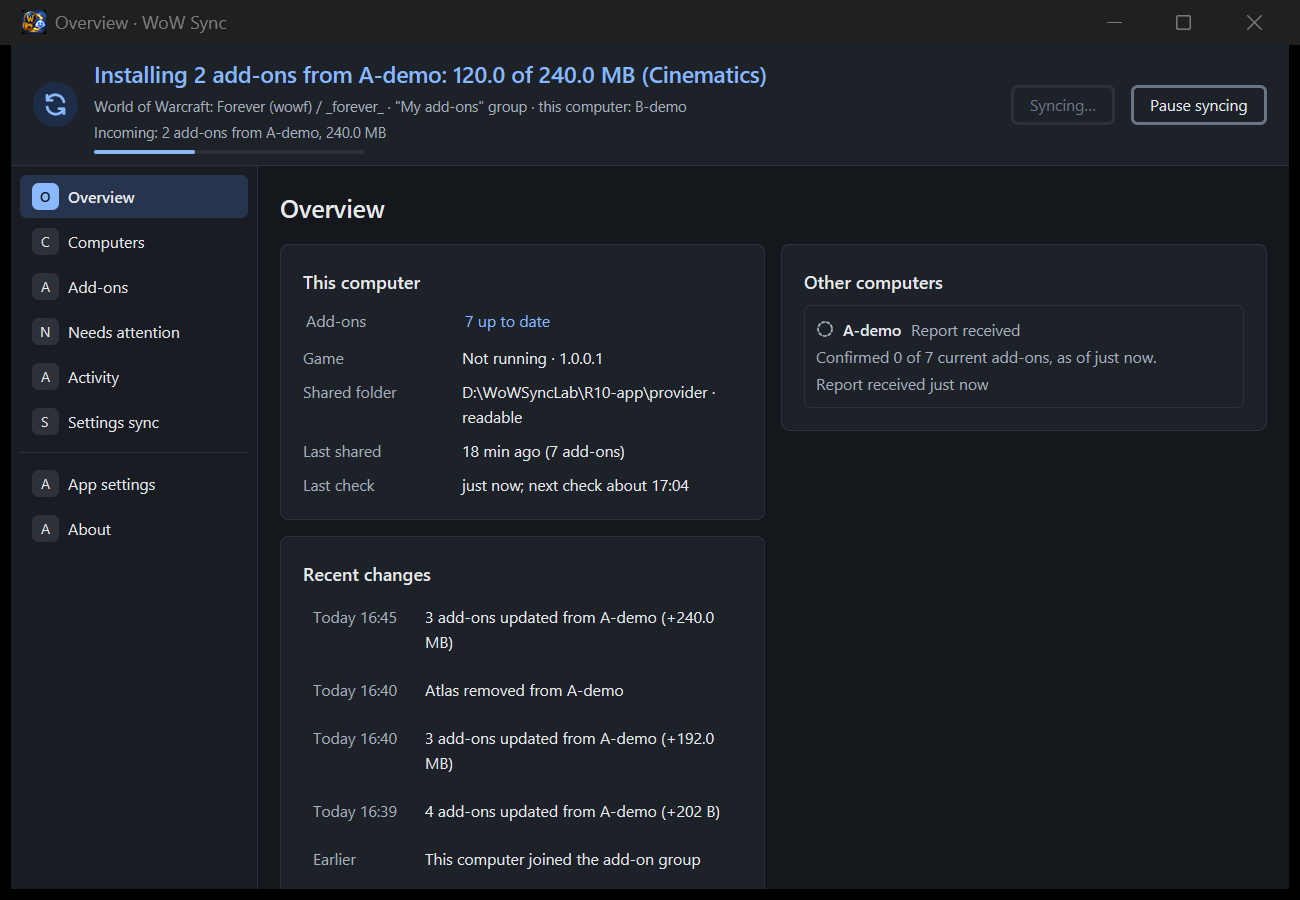 Overview · WoW Sync
Installing 2 add-ons from A-demo: 120.0 of 240.0 MB (Cinematics)
World of Warcraft: Forever (wowf) / _forever_ · "My add-ons" group · this computer: B-demo
Incoming: 2 add-ons from A-demo, 240.0 MB
Syncing...
Pause syncing
O Overview
C Computers
A Add-ons
N Needs attention
A Activity
S Settings sync
A App settings
A About
Overview
This computer
Add-ons 7 up to date
Game Not running · 1.0.0.1
Shared folder D:\WoWSyncLab\R10-app\provider ·
readable
Last shared 18 min ago (7 add-ons)
Last check just now; next check about 17:04
Other computers
A-demo Report received
Confirmed 0 of 7 current add-ons, as of just now.
Report received just now
Recent changes
Today 16:45 3 add-ons updated from A-demo (+240.0
MB)
Today 16:40 Atlas removed from A-demo
Today 16:40 3 add-ons updated from A-demo (+192.0
MB)
Today 16:39 4 add-ons updated from A-demo (+202 B)
Earlier This computer joined the add-on group